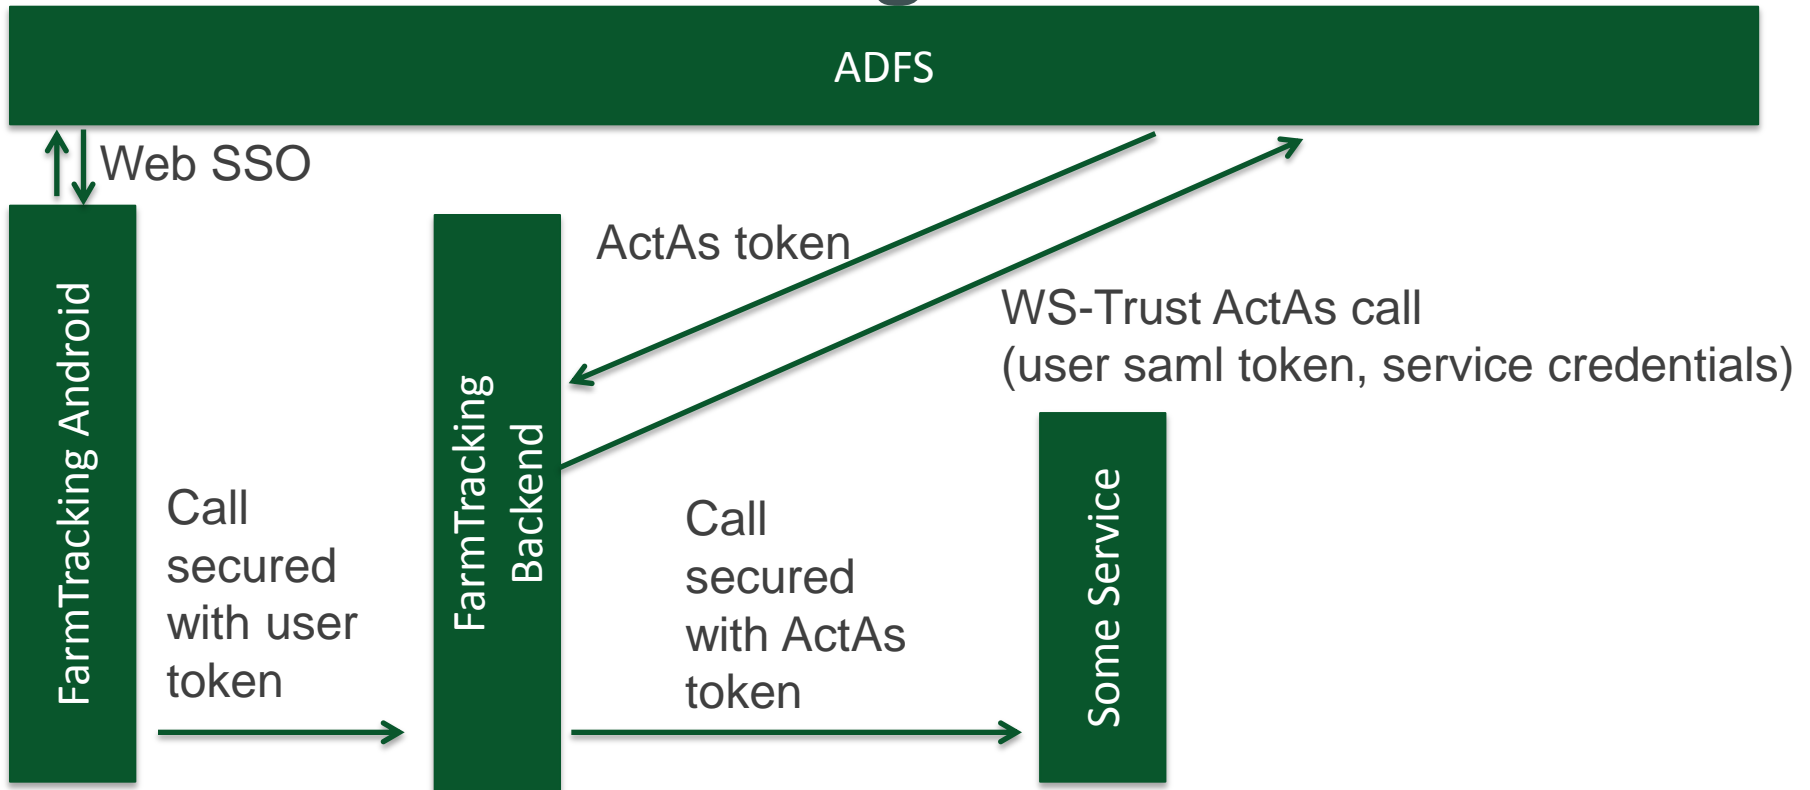 ADFS
Web SSO
ActAs token
WS-Trust ActAs call
(user saml token, service credentials)
FarmTracking Android
Call
secured
with user
token
FarmTracking
Backend
Call
secured
with ActAs
token
Some Service